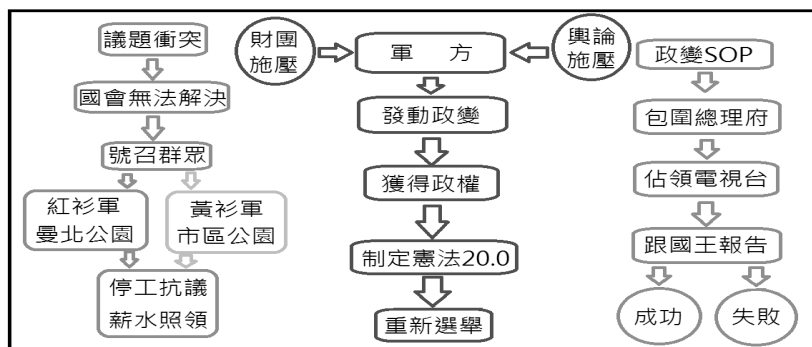 議題衝突
國會無法解決
號召群眾
紅衫軍
曼北公園
黃衫軍
市區公園
停工抗議
薪水照領
財團
施壓
軍 方
輿論
施壓
發動政變
獲得政權
制定憲法20.0
重新選舉
政變SOP
包圍總理府
佔領電視台
跟國王報告
成功
失敗